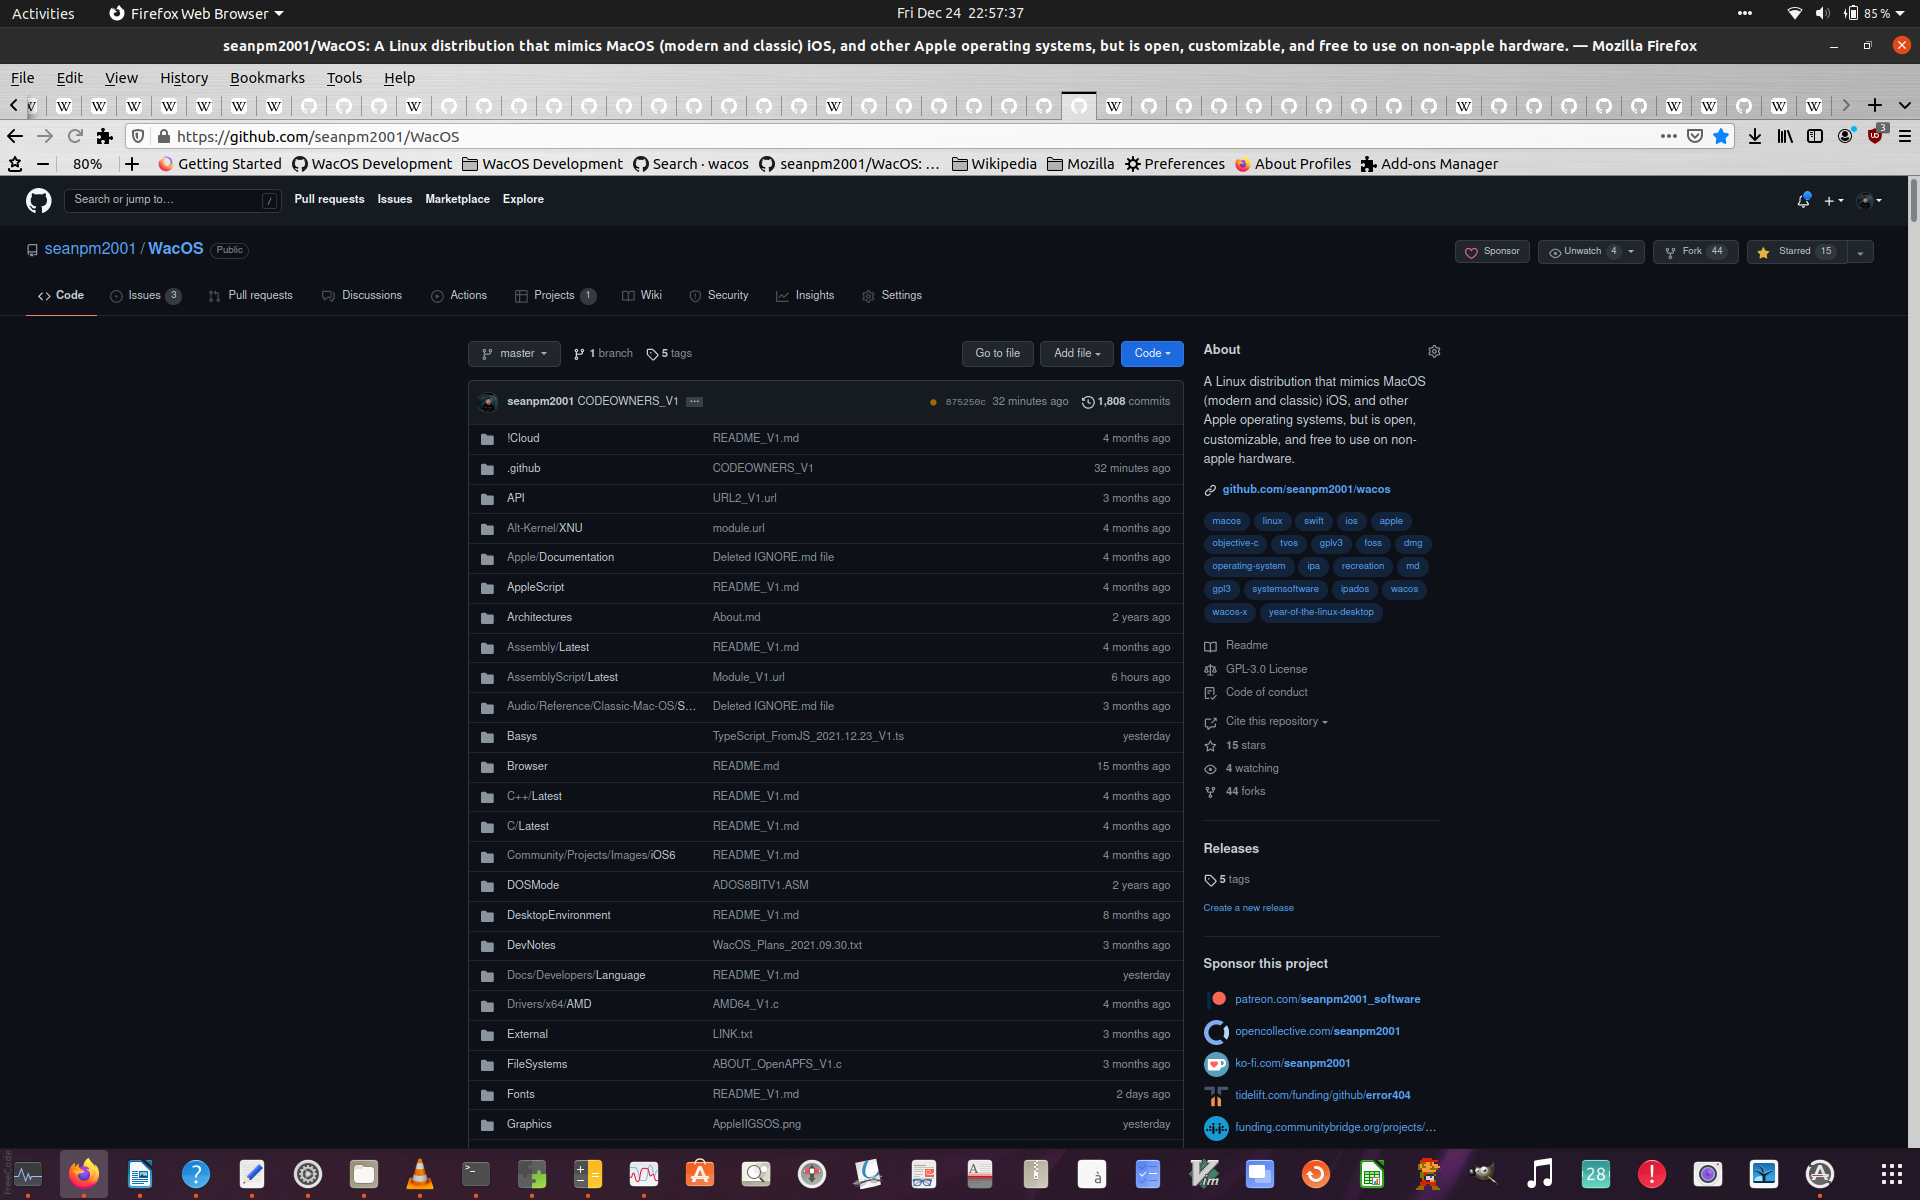 Activities Firefox Web Browser Fri Dec 24 22:57:37 85 %
seanpm2001/WacOS: A Linux distribution that mimics MacOS (modern and classic) iOS, and other Apple operating systems, but is open, customizable, and free to use on non-apple hardware. — Mozilla Firefox
File Edit View History Bookmarks Tools Help
https://github.com/seanpm2001/WacOS 3
80% Getting Started WacOS Development WacOS Development Search · wacos seanpm2001/WacOS: ... Wikipedia Mozilla Preferences About Profiles Add-ons Manager
Search or jump to… / Pull requests Issues Marketplace Explore
seanpm2001 / WacOS Public Sponsor Unwatch 4 Fork 44 Starred 15
Code Issues 3 Pull requests Discussions Actions Projects 1 Wiki Security Insights Settings
master 1 branch 5 tags Go to file Add file Code
seanpm2001 CODEOWNERS_V1 ... 875250c 32 minutes ago 1,808 commits
!Cloud README_V1.md 4 months ago
.github CODEOWNERS_V1 32 minutes ago
API URL2_V1.url 3 months ago
Alt-Kernel/XNU module.url 4 months ago
Apple/Documentation Deleted IGNORE.md file 4 months ago
AppleScript README_V1.md 4 months ago
Architectures About.md 2 years ago
Assembly/Latest README_V1.md 4 months ago
AssemblyScript/Latest Module_V1.url 6 hours ago
Audio/Reference/Classic-Mac-OS/S... Deleted IGNORE.md file 3 months ago
Basys TypeScript_FromJS_2021.12.23_V1.ts yesterday
Browser README.md 15 months ago
C++/Latest README_V1.md 4 months ago
C/Latest README_V1.md 4 months ago
Community/Projects/Images/iOS6 README_V1.md 4 months ago
DOSMode ADOS8BITV1.ASM 2 years ago
DesktopEnvironment README_V1.md 8 months ago
DevNotes WacOS_Plans_2021.09.30.txt 3 months ago
Docs/Developers/Language README_V1.md yesterday
Drivers/x64/AMD AMD64_V1.c 4 months ago
External LINK.txt 3 months ago
FileSystems ABOUT_OpenAPFS_V1.c 3 months ago
Fonts README_V1.md 2 days ago
Graphics AppleIIGSOS.png yesterday
About
A Linux distribution that mimics MacOS
(modern and classic) iOS, and other
Apple operating systems, but is open,
customizable, and free to use on non-
apple hardware.
github.com/seanpm2001/wacos
macos linux swift ios apple
objective-c tvos gplv3 foss dmg
operating-system ipa recreation md
gpl3 systemsoftware ipados wacos
wacos-x year-of-the-linux-desktop
Readme
GPL-3.0 License
Code of conduct
Cite this repository
15 stars
4 watching
44 forks
Releases
5 tags
Create a new release
Sponsor this project
patreon.com/seanpm2001_software
opencollective.com/seanpm2001
ko-fi.com/seanpm2001
tidelift.com/funding/github/error404
funding.communitybridge.org/projects/...
28